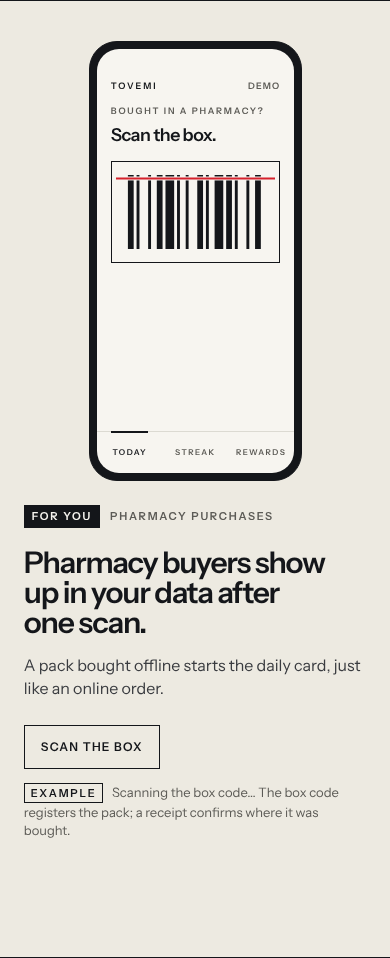 TOVEMI DEMO
BOUGHT IN A PHARMACY?
Scan the box.
TODAY STREAK REWARDS
FOR YOU PHARMACY PURCHASES
Pharmacy buyers show
up in your data after
one scan.
A pack bought offline starts the daily card, just
like an online order.
SCAN THE BOX
EXAMPLE Scanning the box code… The box code
registers the pack; a receipt confirms where it was
bought.